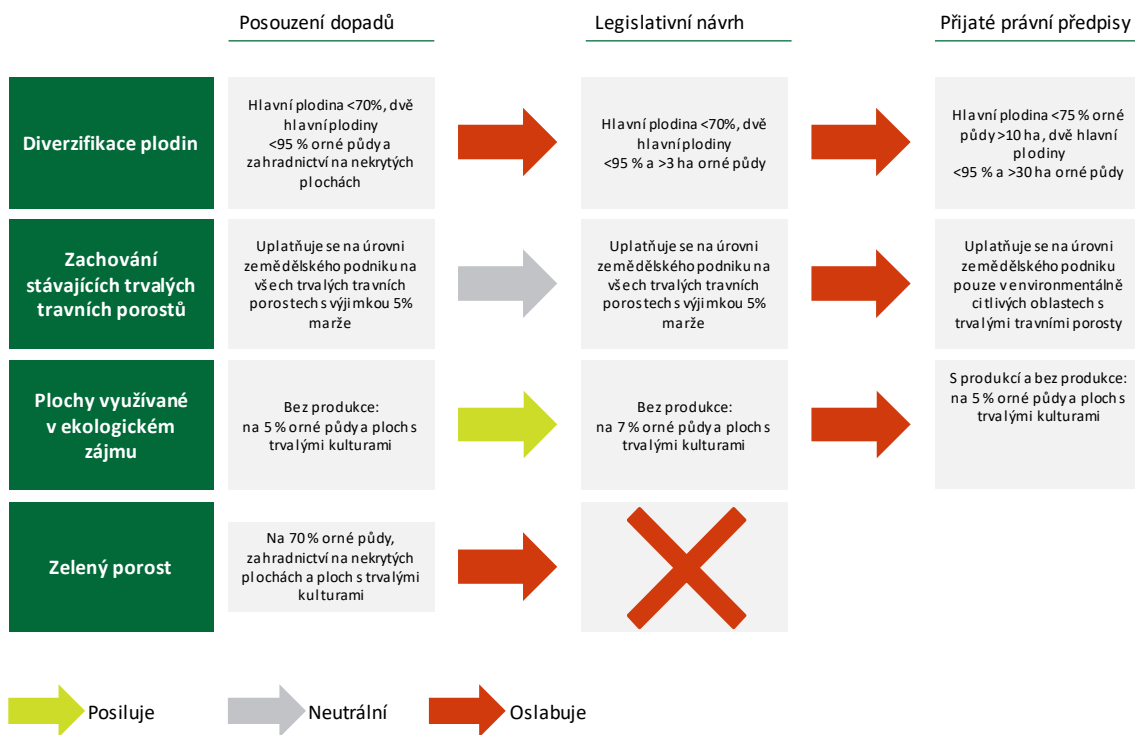 Posouzení dopadů
Legislativní návrh
Přijaté právní předpisy
Diverzifikace plodin
Hlavní plodina <70%, dvě
hlavní plodiny
<95 % orné půdy a
zahradnictví na nekrytých
plochách
Hlavní plodina <70%, dvě
hlavní plodiny
<95 % a >3 ha orné půdy
Hlavní plodina <75 % orné
půdy >10 ha, dvě hlavní
plodiny
<95 % a >30 ha orné půdy
Zachování
stávajících trvalých
travních porostů
Uplatňuje se na úrovni
zemědělského podniku na
všech trvalých travních
porostech s výjimkou 5%
marže
Uplatňuje se na úrovni
zemědělského podniku na
všech trvalých travních
porostech s výjimkou 5%
marže
Uplatňuje se na úrovni
zemědělského podniku
pouze v environmentálně
citlivých oblastech s
trvalými travními porosty
Plochy využívané
v ekologickém
zájmu
Bez produkce:
na 5 % orné půdy a ploch s
trvalými kulturami
Bez produkce:
na 7 % orné půdy a ploch s
trvalými kulturami
S produkcí a bez produkce:
na 5 % orné půdy a ploch s
trvalými kulturami
Zelený porost
Na 70 % orné půdy,
zahradnictví na nekrytých
plochách a ploch s trvalými
kulturami
Posiluje
Neutrální
Oslabuje